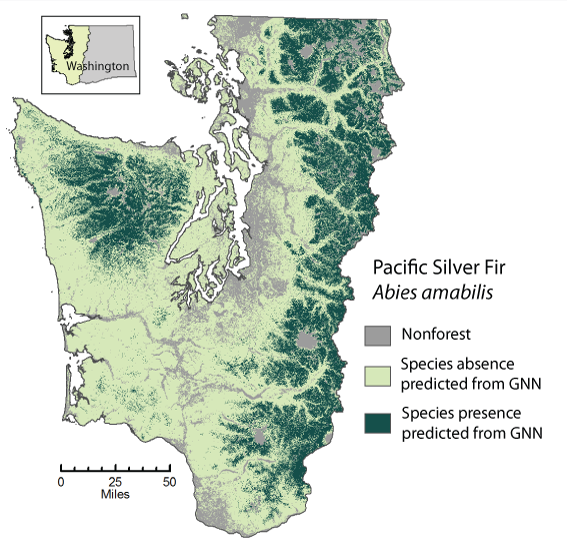 Washington
Pacific Silver Fir
Abies amabilis
Nonforest
Species absence
predicted from GNN
Species presence
predicted from GNN
0 25 50
Miles